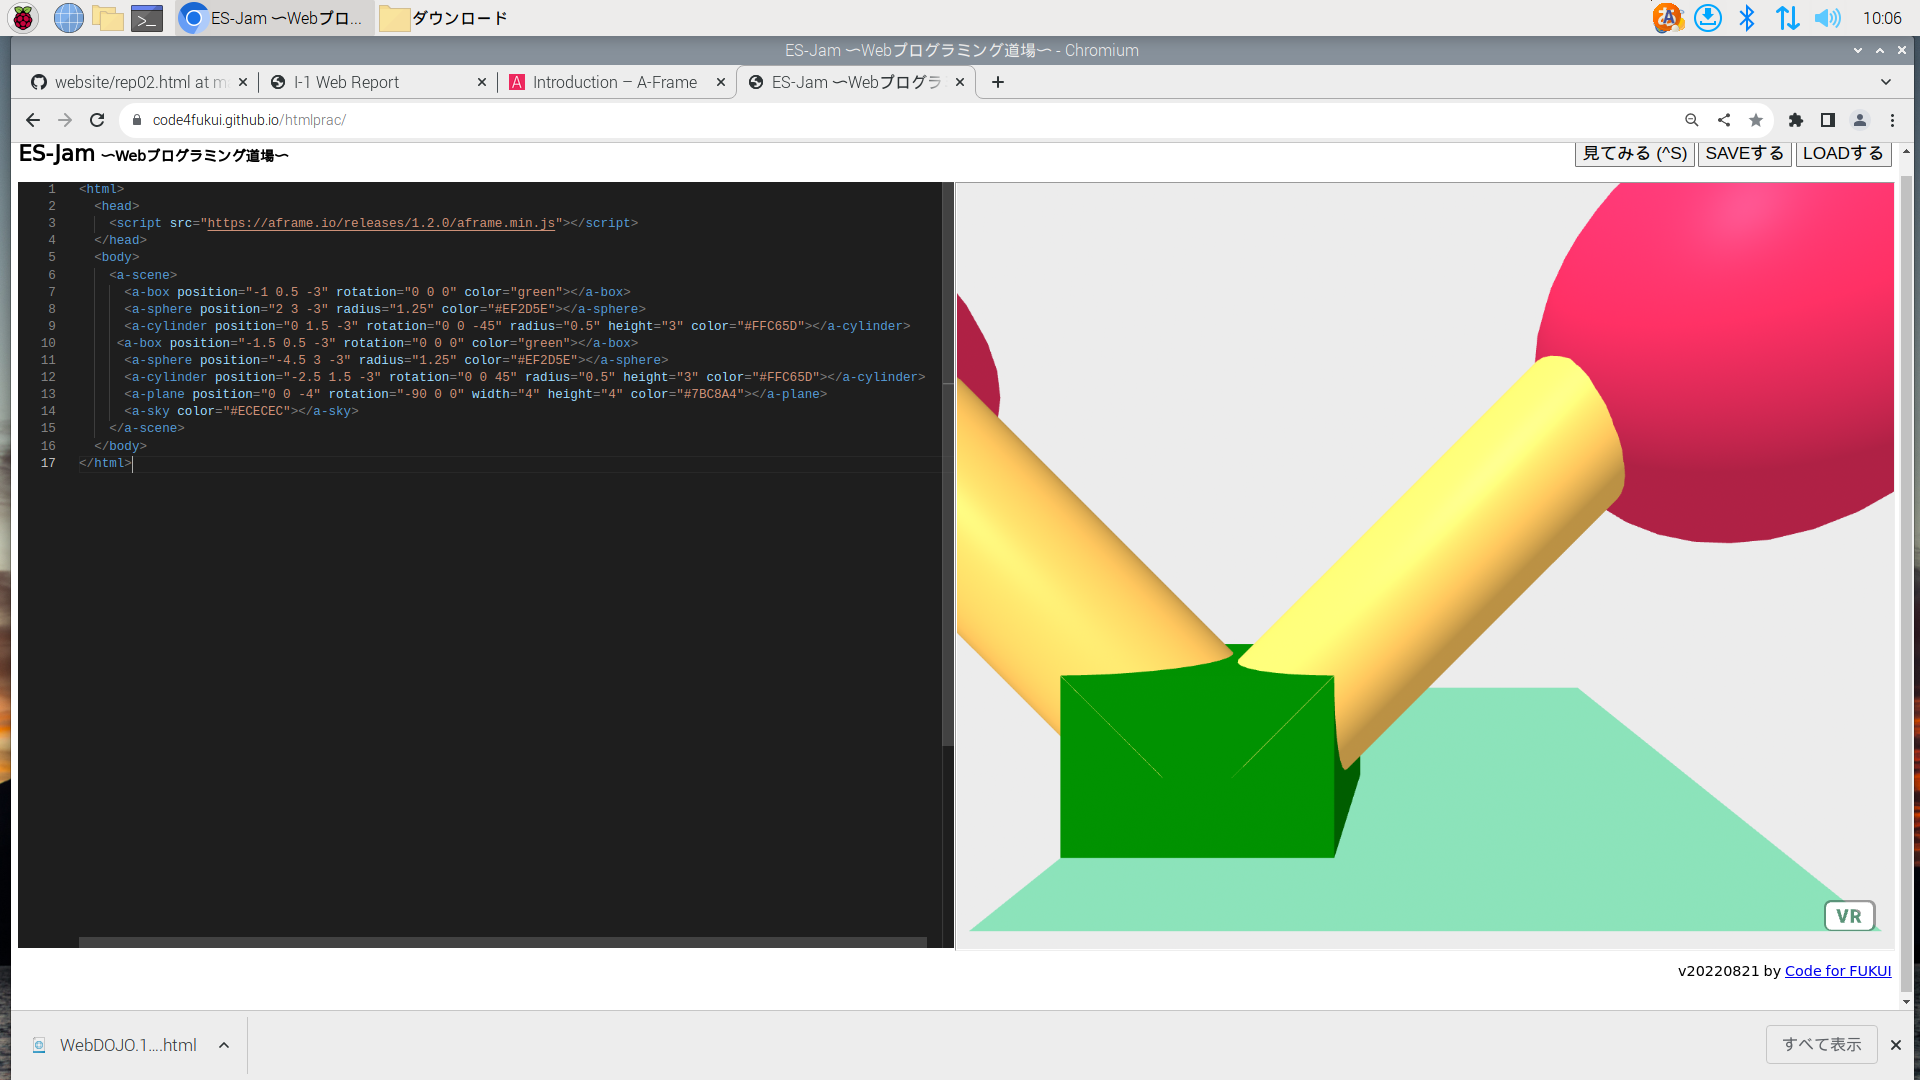 ES-Jam 〜Webプロ...
ダウンロード
10:06
ES-Jam 〜Webプログラミング道場〜 - Chromium
website/rep02.html at m
I-1 Web Report
Introduction – A-Frame
ES-Jam 〜Webプログラ
code4fukui.github.io/htmlprac/
ES-Jam 〜Webプログラミング道場〜
見てみる (^S)
SAVEする
LOADする
1 <html>
2 <head>
3 <script src="https://aframe.io/releases/1.2.0/aframe.min.js"></script>
4 </head>
5 <body>
6 <a-scene>
7 <a-box position="-1 0.5 -3" rotation="0 0 0" color="green"></a-box>
8 <a-sphere position="2 3 -3" radius="1.25" color="#EF2D5E"></a-sphere>
9 <a-cylinder position="0 1.5 -3" rotation="0 0 -45" radius="0.5" height="3" color="#FFC65D"></a-cylinder>
10 <a-box position="-1.5 0.5 -3" rotation="0 0 0" color="green"></a-box>
11 <a-sphere position="-4.5 3 -3" radius="1.25" color="#EF2D5E"></a-sphere>
12 <a-cylinder position="-2.5 1.5 -3" rotation="0 0 45" radius="0.5" height="3" color="#FFC65D"></a-cylinder>
13 <a-plane position="0 0 -4" rotation="-90 0 0" width="4" height="4" color="#7BC8A4"></a-plane>
14 <a-sky color="#ECECEC"></a-sky>
15 </a-scene>
16 </body>
17 </html>
VR
v20220821 by Code for FUKUI
WebDOJO.1....html
すべて表示